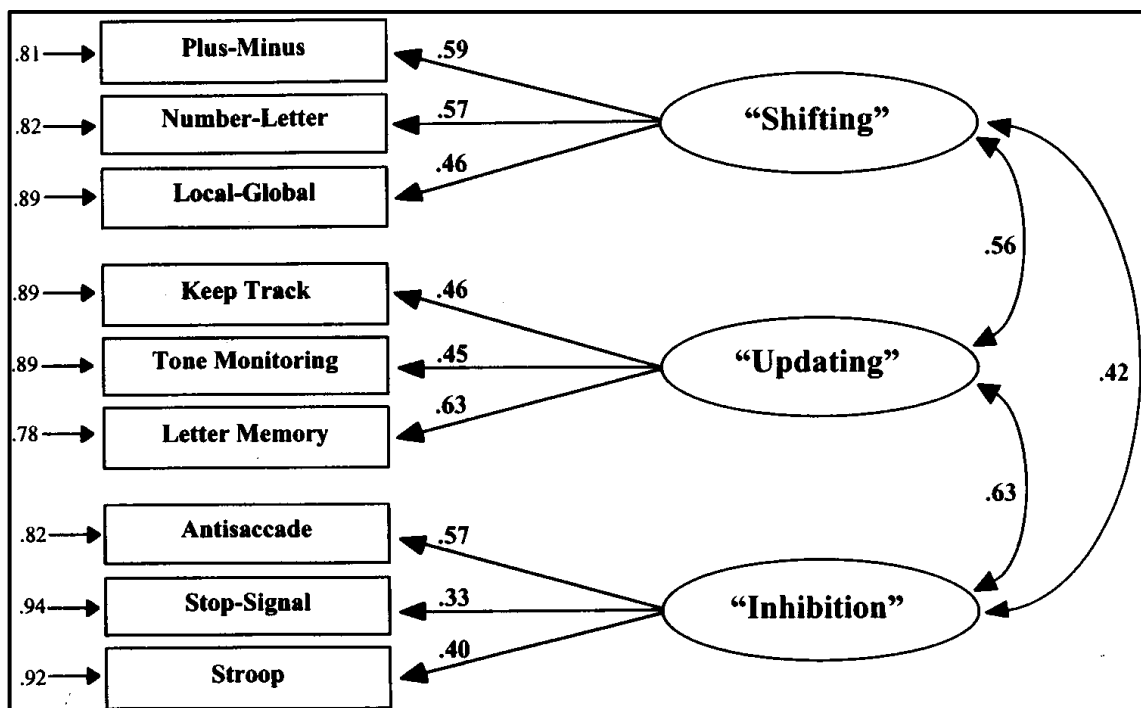 .81
Plus-Minus
.59
.82
Number-Letter
.57
"Shifting"
.89
Local-Global
.46
.56
.89
Keep Track
.46
.89
Tone Monitoring
.45
"Updating"
.42
.78
Letter Memory
.63
.63
.82
Antisaccade
.57
.94
Stop-Signal
.33
"Inhibition"
.92
Stroop
.40